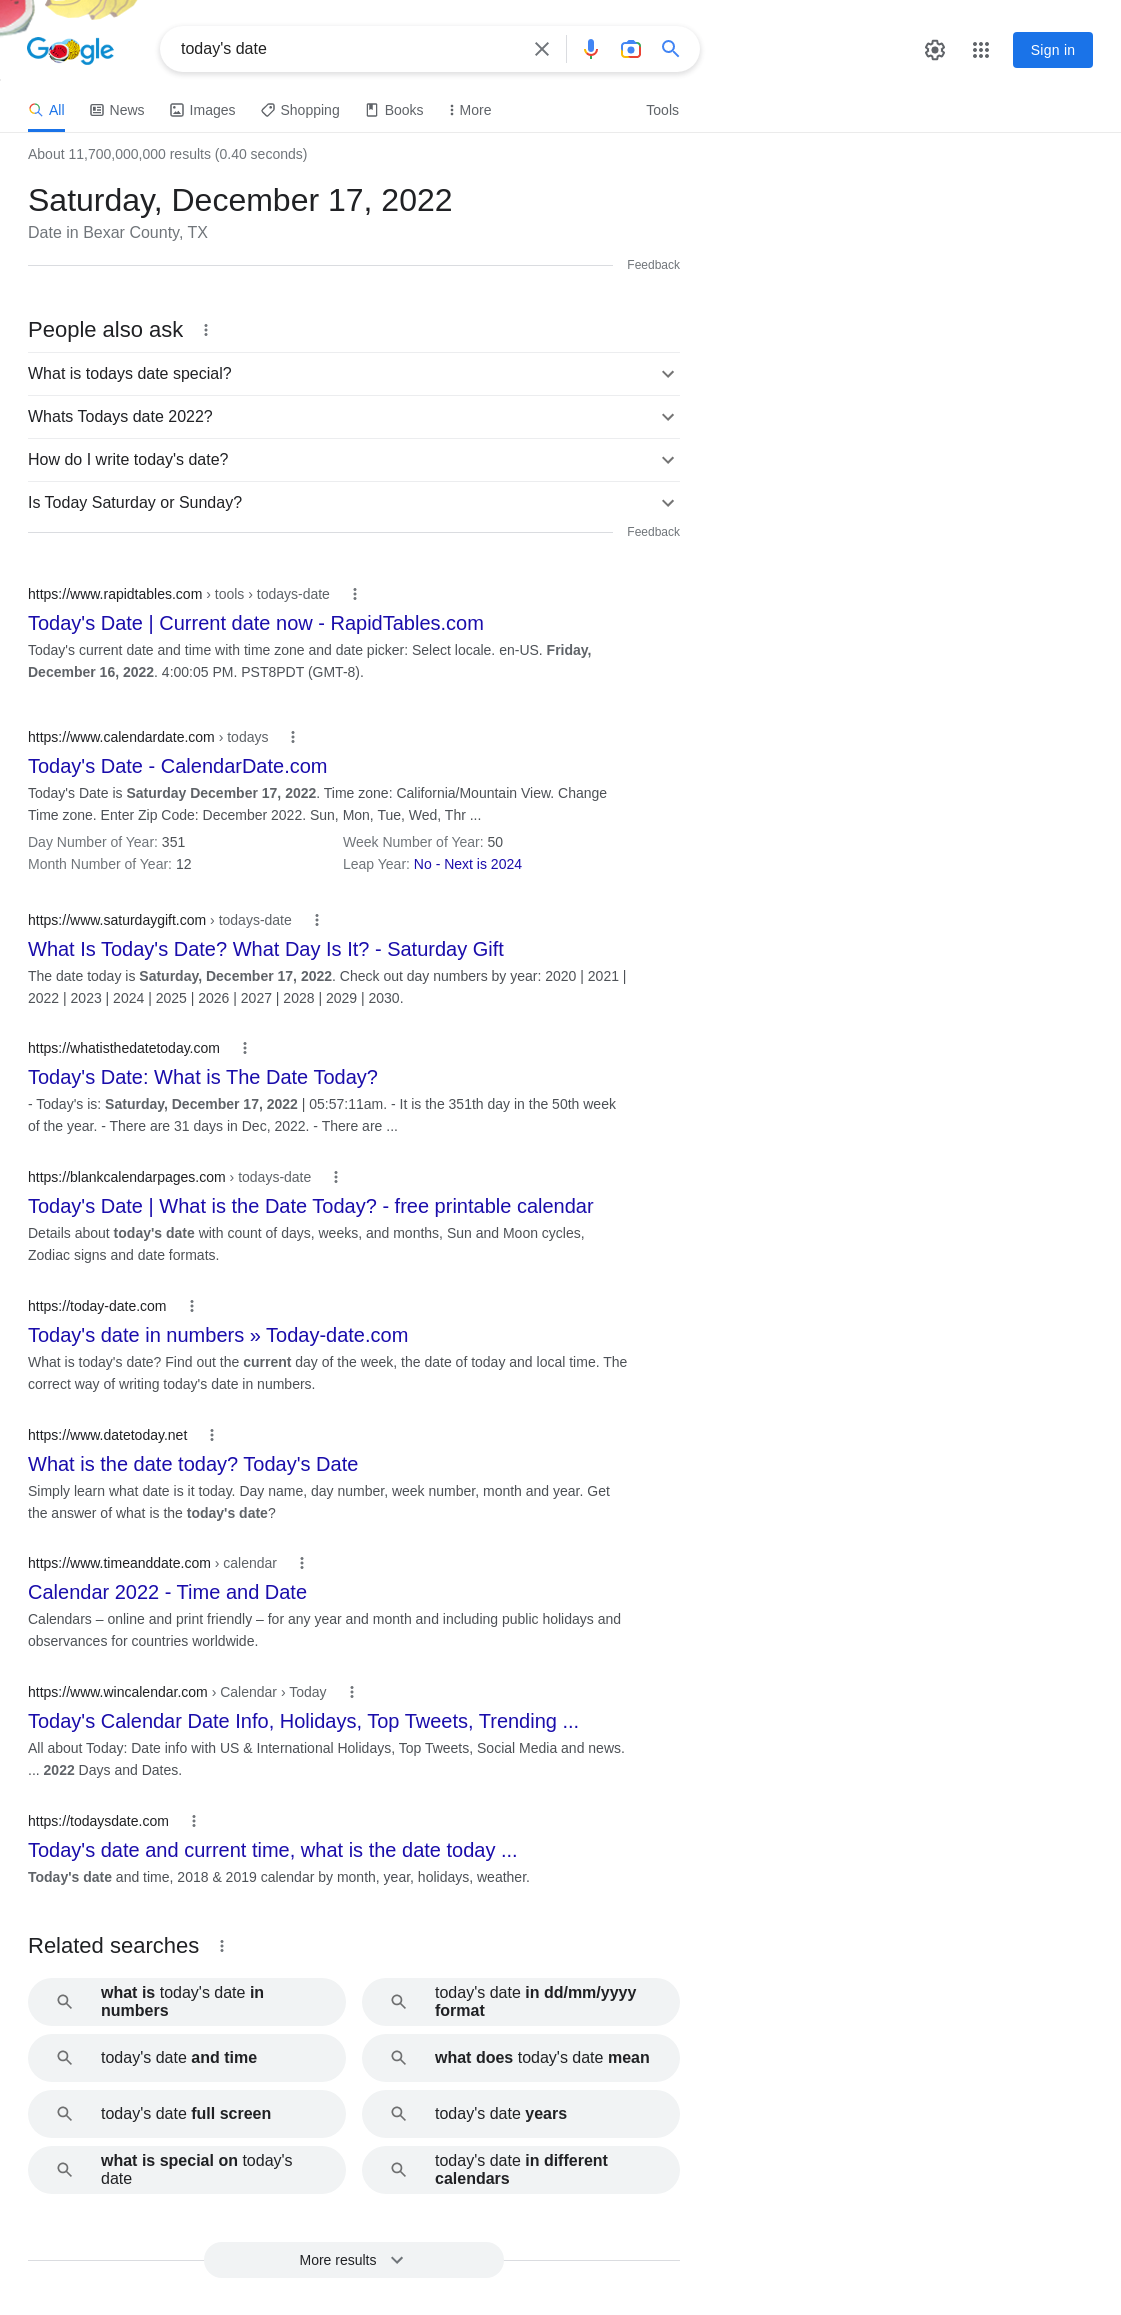 Google
today's date
Sign in
All News Images Shopping Books More Tools
About 11,700,000,000 results (0.40 seconds)
Saturday, December 17, 2022
Date in Bexar County, TX
Feedback
People also ask
What is todays date special?
Whats Todays date 2022?
How do I write today's date?
Is Today Saturday or Sunday?
Feedback
https://www.rapidtables.com › tools › todays-date
Today's Date | Current date now - RapidTables.com
Today's current date and time with time zone and date picker: Select locale. en-US. Friday,
December 16, 2022. 4:00:05 PM. PST8PDT (GMT-8).
https://www.calendardate.com › todays
Today's Date - CalendarDate.com
Today's Date is Saturday December 17, 2022. Time zone: California/Mountain View. Change
Time zone. Enter Zip Code: December 2022. Sun, Mon, Tue, Wed, Thr ...
Day Number of Year: 351 Week Number of Year: 50
Month Number of Year: 12 Leap Year: No - Next is 2024
https://www.saturdaygift.com › todays-date
What Is Today's Date? What Day Is It? - Saturday Gift
The date today is Saturday, December 17, 2022. Check out day numbers by year: 2020 | 2021 |
2022 | 2023 | 2024 | 2025 | 2026 | 2027 | 2028 | 2029 | 2030.
https://whatisthedatetoday.com
Today's Date: What is The Date Today?
- Today's is: Saturday, December 17, 2022 | 05:57:11am. - It is the 351th day in the 50th week
of the year. - There are 31 days in Dec, 2022. - There are ...
https://blankcalendarpages.com › todays-date
Today's Date | What is the Date Today? - free printable calendar
Details about today's date with count of days, weeks, and months, Sun and Moon cycles,
Zodiac signs and date formats.
https://today-date.com
Today's date in numbers » Today-date.com
What is today's date? Find out the current day of the week, the date of today and local time. The
correct way of writing today's date in numbers.
https://www.datetoday.net
What is the date today? Today's Date
Simply learn what date is it today. Day name, day number, week number, month and year. Get
the answer of what is the today's date?
https://www.timeanddate.com › calendar
Calendar 2022 - Time and Date
Calendars – online and print friendly – for any year and month and including public holidays and
observances for countries worldwide.
https://www.wincalendar.com › Calendar › Today
Today's Calendar Date Info, Holidays, Top Tweets, Trending ...
All about Today: Date info with US & International Holidays, Top Tweets, Social Media and news.
... 2022 Days and Dates.
https://todaysdate.com
Today's date and current time, what is the date today ...
Today's date and time, 2018 & 2019 calendar by month, year, holidays, weather.
Related searches
what is today's date in
numbers
today's date in dd/mm/yyyy
format
today's date and time
what does today's date mean
today's date full screen
today's date years
what is special on today's
date
today's date in different
calendars
More results